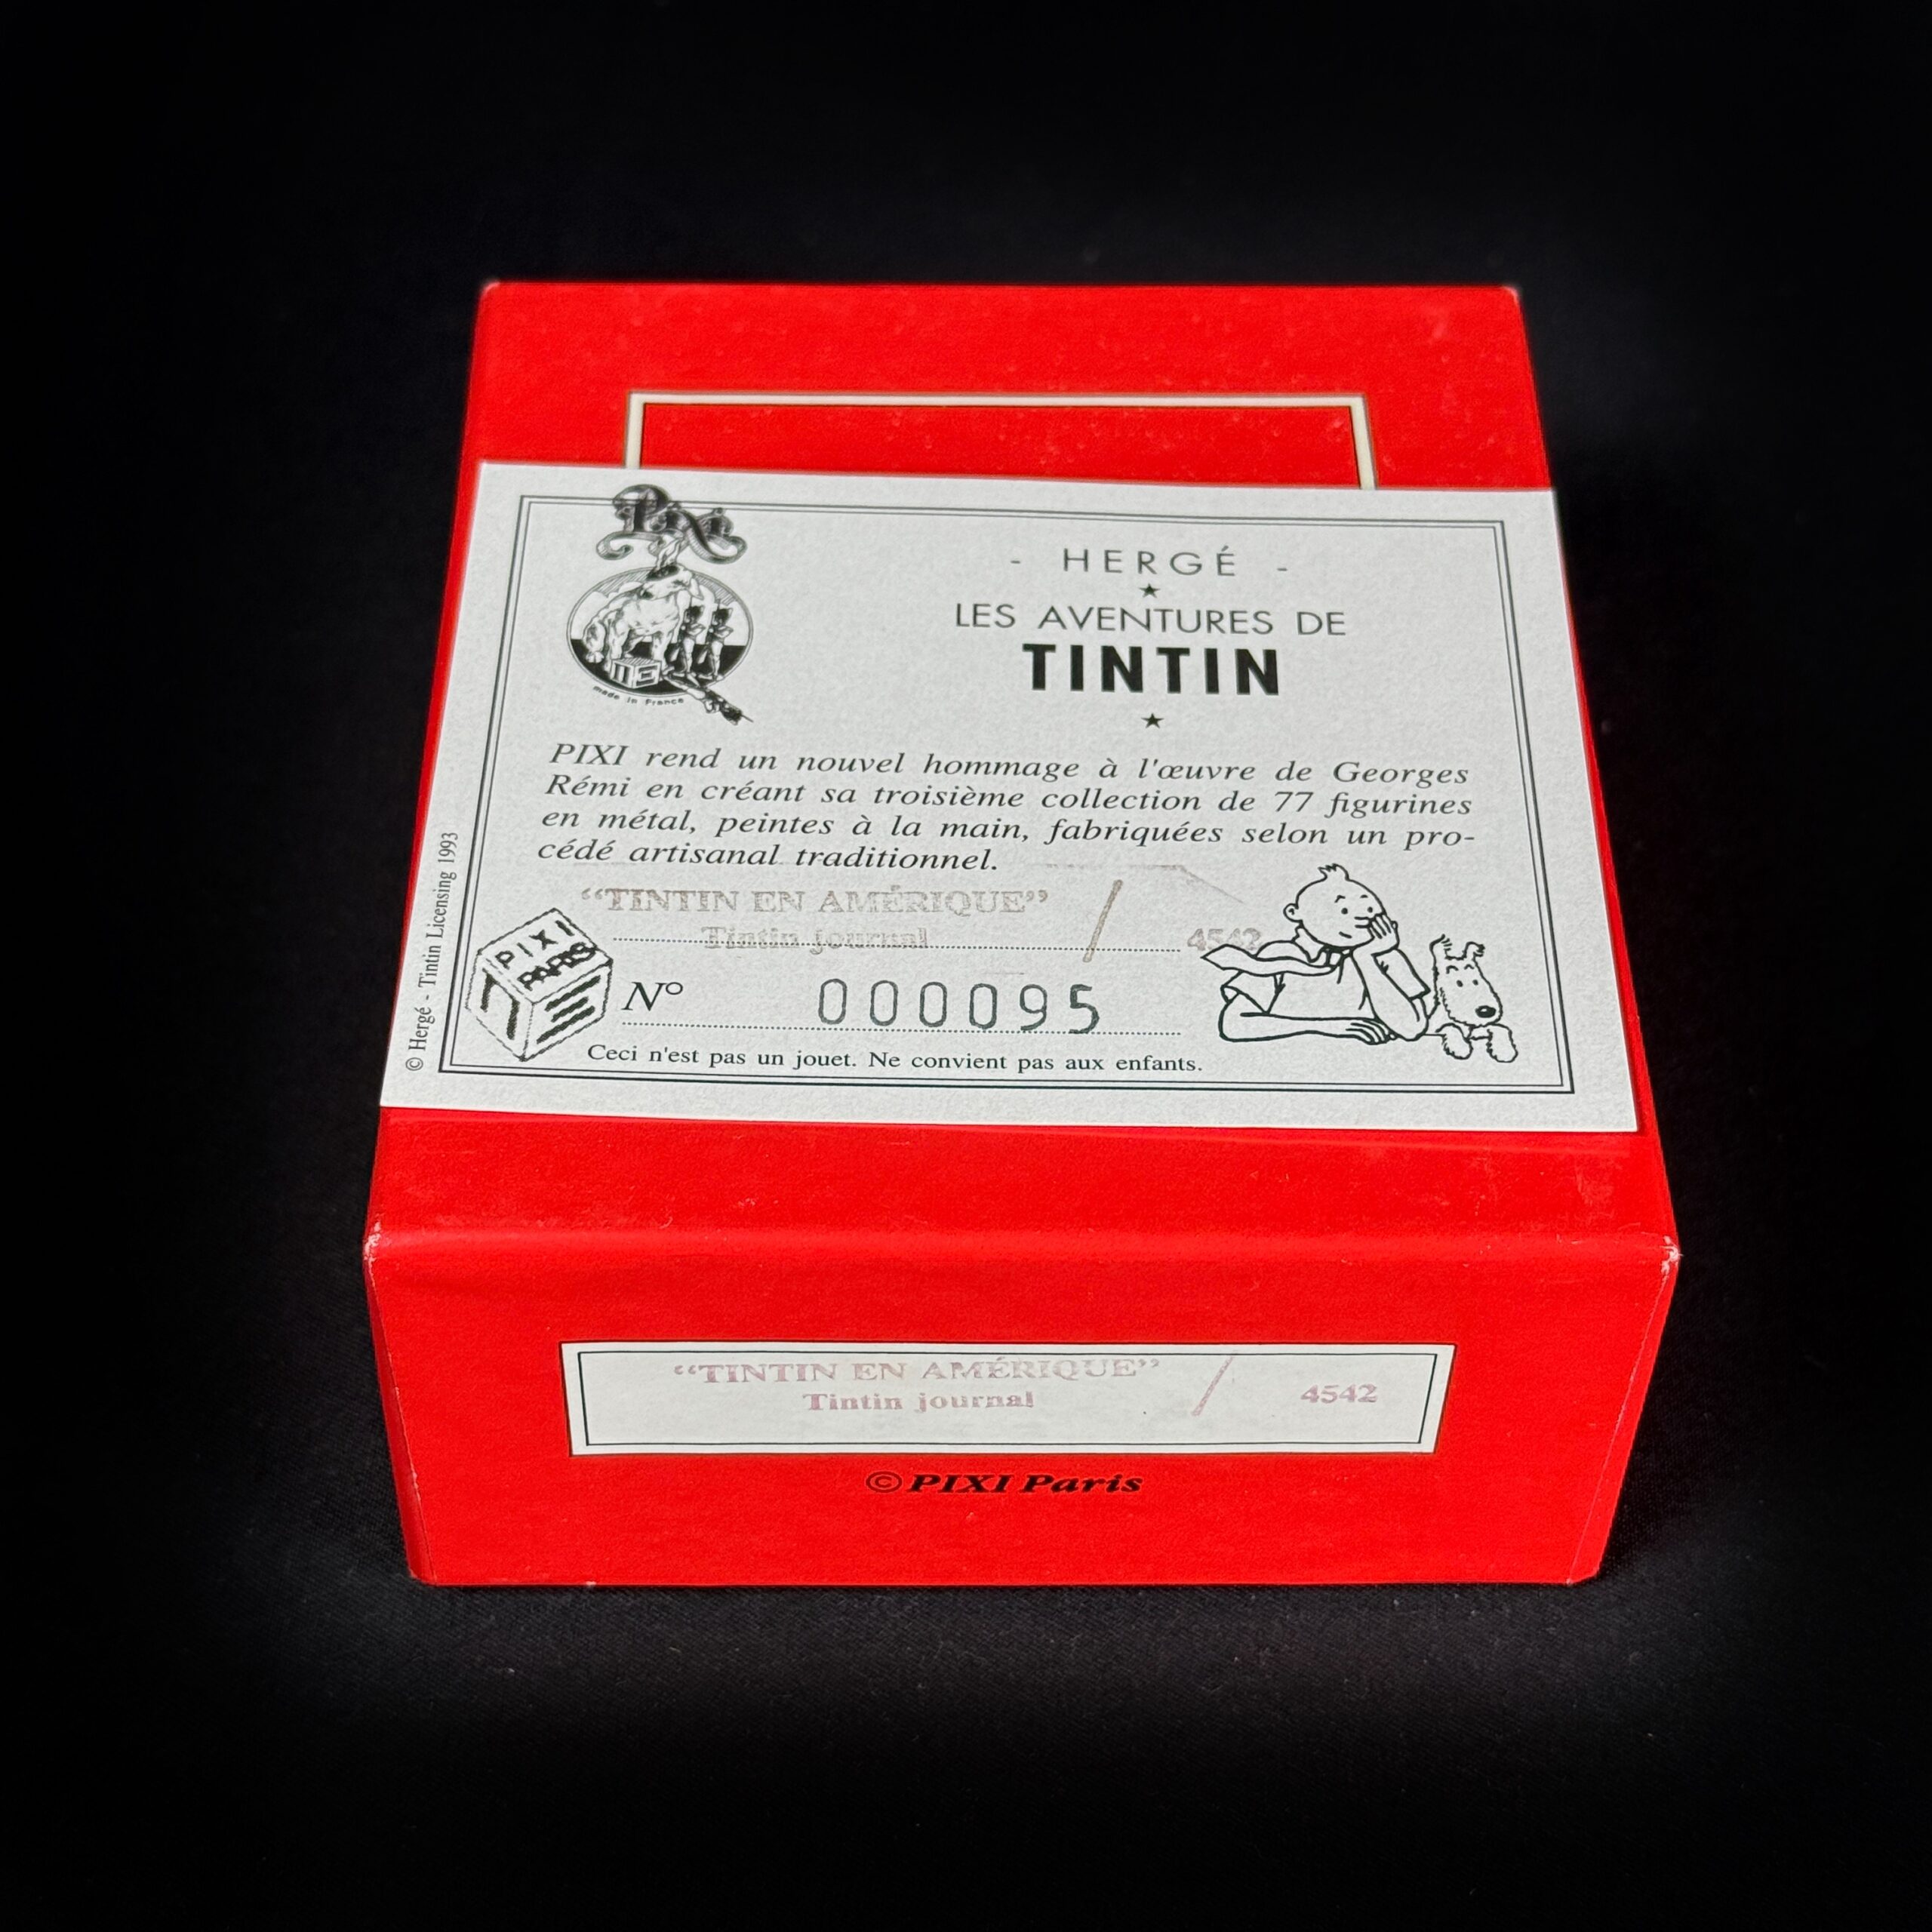 Pixi
made in France
- HERGÉ -
LES AVENTURES DE
TINTIN
PIXI rend un nouvel hommage à l'œuvre de Georges
Rémi en créant sa troisième collection de 77 figurines
en métal, peintes à la main, fabriquées selon un pro-
cédé artisanal traditionnel.
“TINTIN EN AMÉRIQUE” /
Tintin journal 4542
PIXI
PARIS
N° 000095
Ceci n'est pas un jouet. Ne convient pas aux enfants.
© Hergé - Tintin Licensing 1993
“TINTIN EN AMÉRIQUE” /
Tintin journal 4542
© PIXI Paris